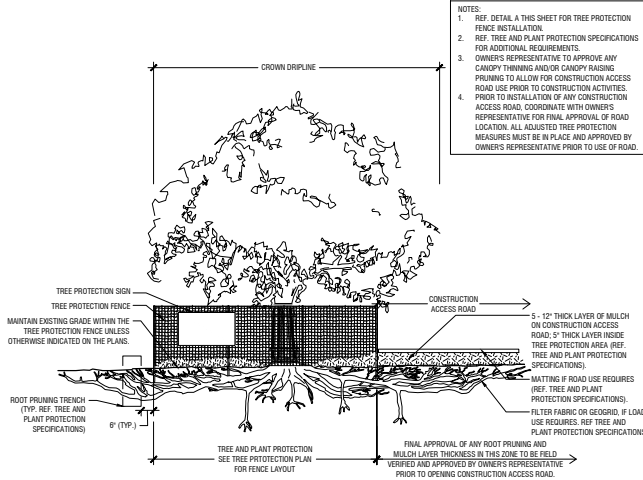 NOTES:
1. REF. DETAIL A THIS SHEET FOR TREE PROTECTION
FENCE INSTALLATION.
2. REF. TREE AND PLANT PROTECTION SPECIFICATIONS
FOR ADDITIONAL REQUIREMENTS.
3. OWNER'S REPRESENTATIVE TO APPROVE ANY
CANOPY THINNING AND/OR CANOPY RAISING
PRUNING TO ALLOW FOR CONSTRUCTION ACCESS
ROAD USE PRIOR TO CONSTRUCTION ACTIVITIES.
4. PRIOR TO INSTALLATION OF ANY CONSTRUCTION
ACCESS ROAD, COORDINATE WITH OWNER'S
REPRESENTATIVE FOR FINAL APPROVAL OF ROAD
LOCATION. ALL ADJUSTED TREE PROTECTION
MEASURES MUST BE IN PLACE AND APPROVED BY
OWNER'S REPRESENTATIVE PRIOR TO USE OF ROAD.
CROWN DRIPLINE
TREE PROTECTION SIGN
TREE PROTECTION FENCE
MAINTAIN EXISTING GRADE WITHIN THE
TREE PROTECTION FENCE UNLESS
OTHERWISE INDICATED ON THE PLANS.
ROOT PRUNING TRENCH
(TYP. REF. TREE AND
PLANT PROTECTION
SPECIFICATIONS)
6" (TYP.)
TREE AND PLANT PROTECTION
SEE TREE PROTECTION PLAN
FOR FENCE LAYOUT
CONSTRUCTION
ACCESS ROAD
5 - 12" THICK LAYER OF MULCH
ON CONSTRUCTION ACCESS
ROAD; 5" THICK LAYER INSIDE
TREE PROTECTION AREA (REF.
TREE AND PLANT PROTECTION
SPECIFICATIONS).
MATTING IF ROAD USE REQUIRES
(REF. TREE AND PLANT
PROTECTION SPECIFICATIONS).
FILTER FABRIC OR GEOGRID, IF LOAD
USE REQUIRES. REF TREE AND
PLANT PROTECTION SPECIFICATIONS
FINAL APPROVAL OF ANY ROOT PRUNING AND
MULCH LAYER THICKNESS IN THIS ZONE TO BE FIELD
VERIFIED AND APPROVED BY OWNER'S REPRESENTATIVE
PRIOR TO OPENING CONSTRUCTION ACCESS ROAD.